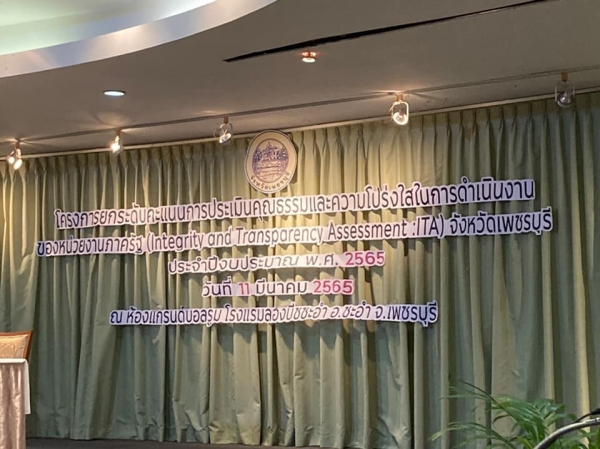 โครงการยกระดับคะแนนการประเมินคุณธรรมและความโปร่งใสในการดำเนินงาน
ของหน่วยงานภาครัฐ (Integrity and Transparency Assessment :ITA) จังหวัดเพชรบุรี
ประจำปีงบประมาณ พ.ศ. 2565
วันที่ 11 มีนาคม 2565
ณ ห้องแกรนด์บอลรูม โรงแรมลองบีชชะอำ อ.ชะอำ จ.เพชรบุรี